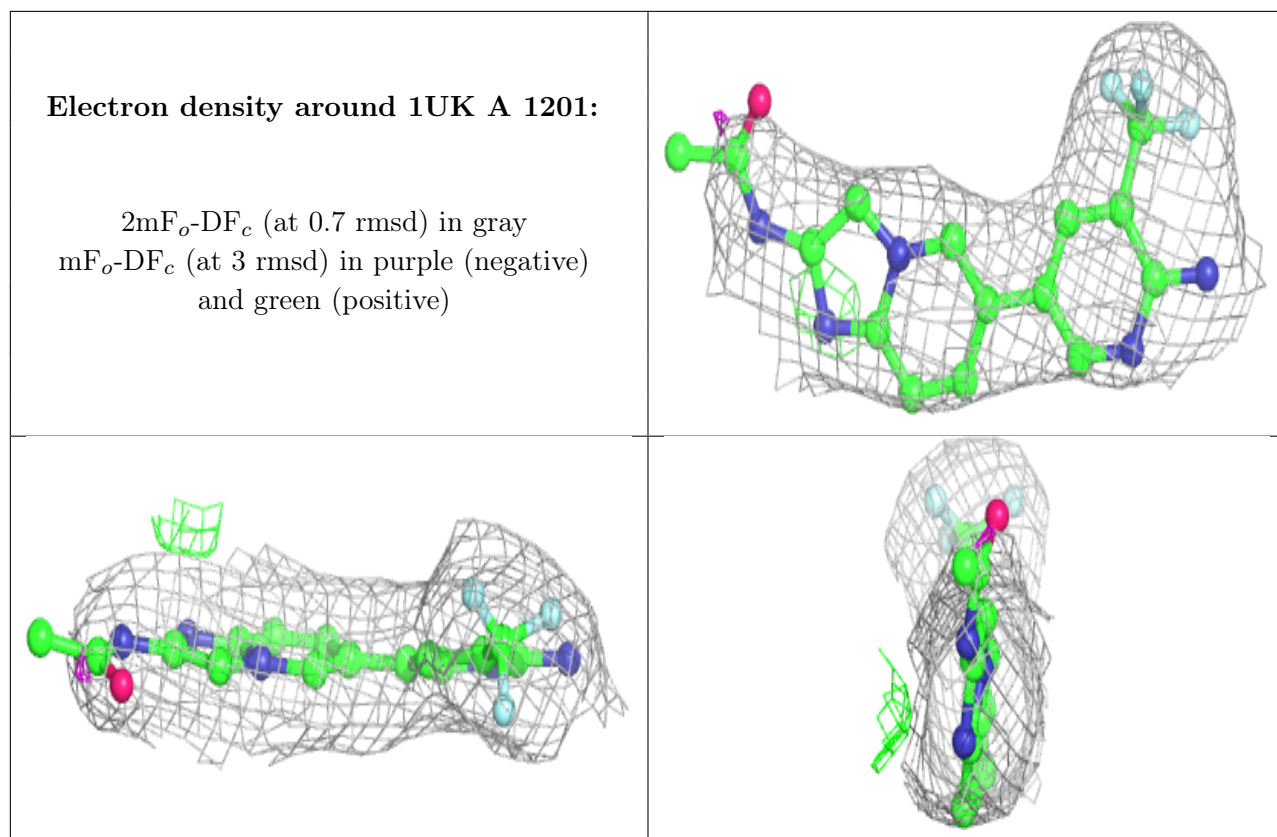 Electron density around 1UK A 1201:
2mFₒ-DF𝒸 (at 0.7 rmsd) in gray
mFₒ-DF𝒸 (at 3 rmsd) in purple (negative)
and green (positive)